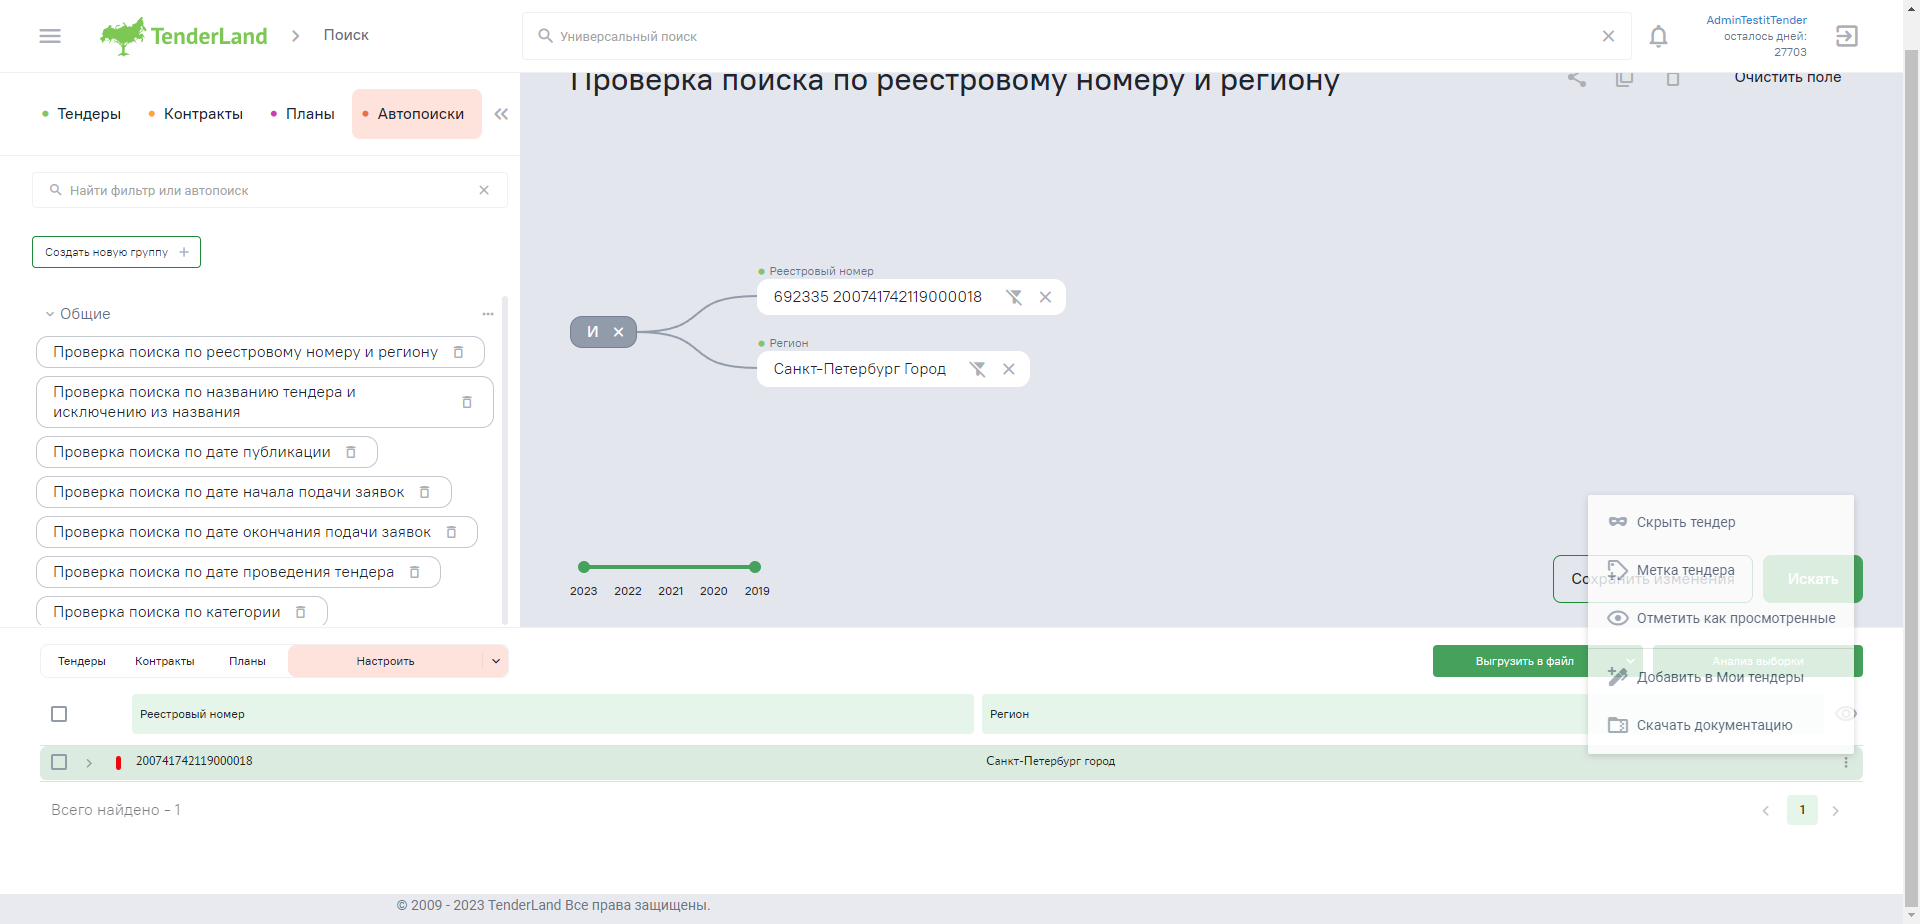 TenderLand
Поиск
Универсальный поиск
AdminTestitTender
осталось дней:
27703
Тендеры
Контракты
Планы
Автопоиски
Проверка поиска по реестровому номеру и региону
Очистить поле
Найти фильтр или автопоиск
Создать новую группу
Общие
Проверка поиска по реестровому номеру и региону
Проверка поиска по названию тендера и
исключению из названия
Проверка поиска по дате публикации
Проверка поиска по дате начала подачи заявок
Проверка поиска по дате окончания подачи заявок
Проверка поиска по дате проведения тендера
Проверка поиска по категории
И
Реестровый номер
692335 200741742119000018
Регион
Санкт-Петербург Город
2023 2022 2021 2020 2019
Сохранить изменения
Искать
Скрыть тендер
Метка тендера
Отметить как просмотренные
Добавить в Мои тендеры
Скачать документацию
Тендеры
Контракты
Планы
Настроить
Выгрузить в файл
Анализ выборки
Реестровый номер
Регион
200741742119000018
Санкт-Петербург город
Всего найдено - 1
1
© 2009 - 2023 TenderLand Все права защищены.